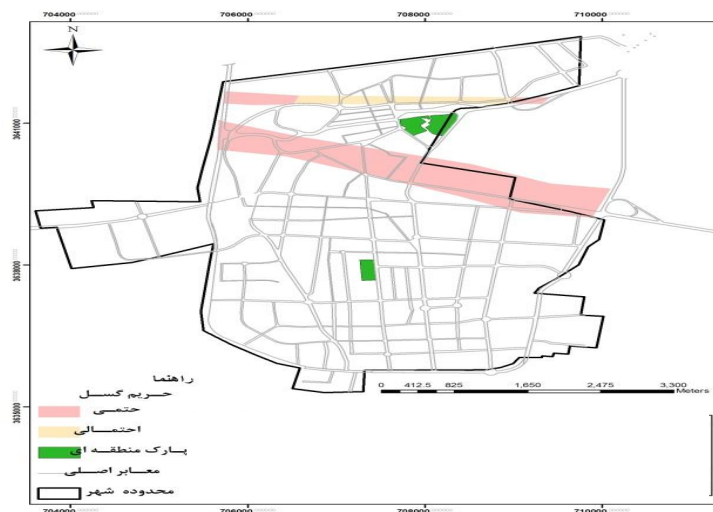 704000 706000 708000 710000
N
3641000
3638000
3635000
راهنما
حریم گسل
حتمی
احتمالی
پارک منطقه ای
معابر اصلی
محدوده شهر
0 412.5 825 1,650 2,475 3,300
Meters
704000 706000 708000 710000